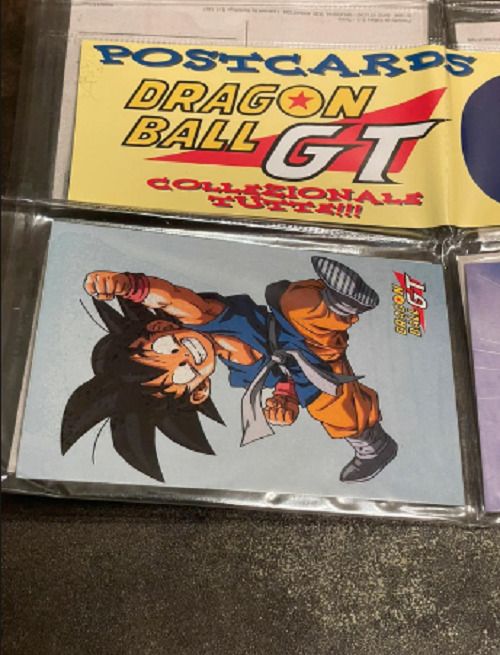 POSTCARDS
DRAGON
BALL GT
COLLEZIONALE
TUTTE!!!
DRAGON
BALL GT